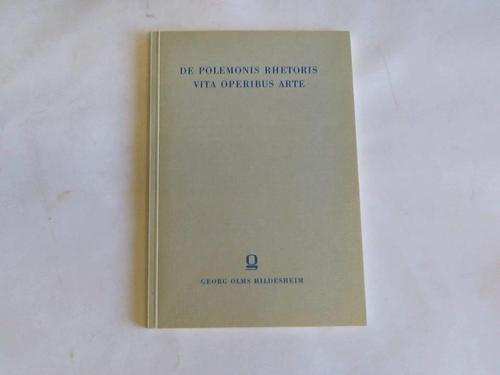 DE POLEMONIS RHETORIS
VITA OPERIBUS ARTE
GEORG OLMS HILDESHEIM